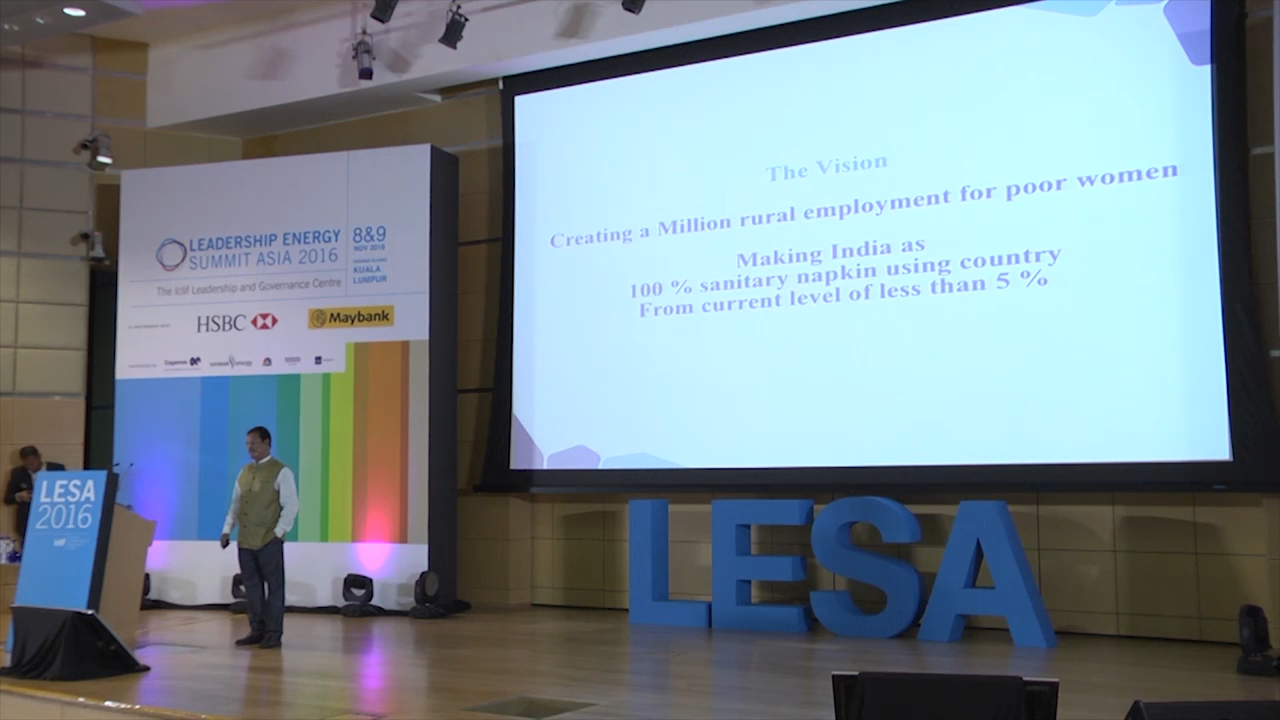 The Vision
Creating a Million rural employment for poor women
Making India as
100 % sanitary napkin using country
From current level of less than 5 %
LEADERSHIP ENERGY
SUMMIT ASIA 2016
8&9
NOV 2016
KUALA
LUMPUR
The Iclif Leadership and Governance Centre
HSBC
Maybank
LESA
2016
LESA